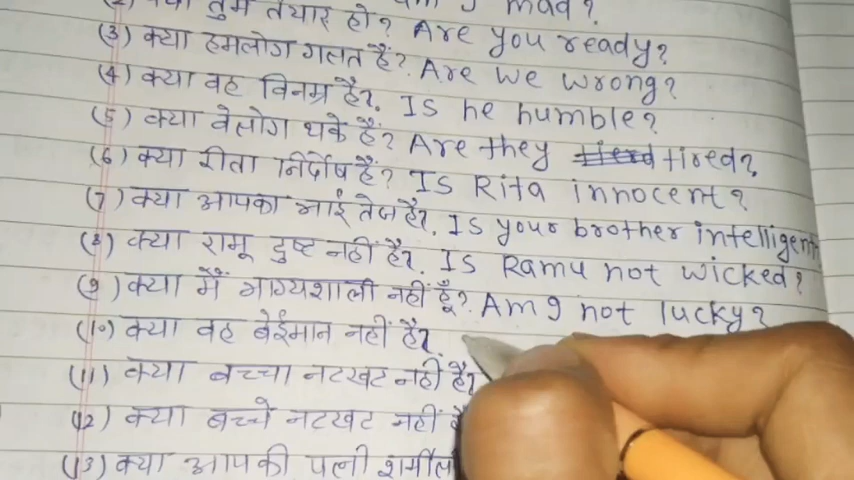 (2) क्या तुम तैयार हो? Are you ready?
(3) क्या हमलोग गलत हैं? Are we wrong?
(4) क्या वह विनम्र है? Is he humble?
(5) क्या वेलोग थके हैं? Are they tired?
(6) क्या रीता निर्दोष है? Is Rita innocent?
(7) क्या आपका भाई तेज है? Is your brother intelligent
(8) क्या रामू दुष्ट नहीं है? Is Ramu not wicked?
(9) क्या मैं भाग्यशाली नहीं हूँ? Am I not lucky?
(10) क्या वह बेईमान नहीं है?
(11) क्या बच्चा नटखट नहीं है?
(12) क्या बच्चे नटखट नहीं
(13) क्या आपकी पत्नी